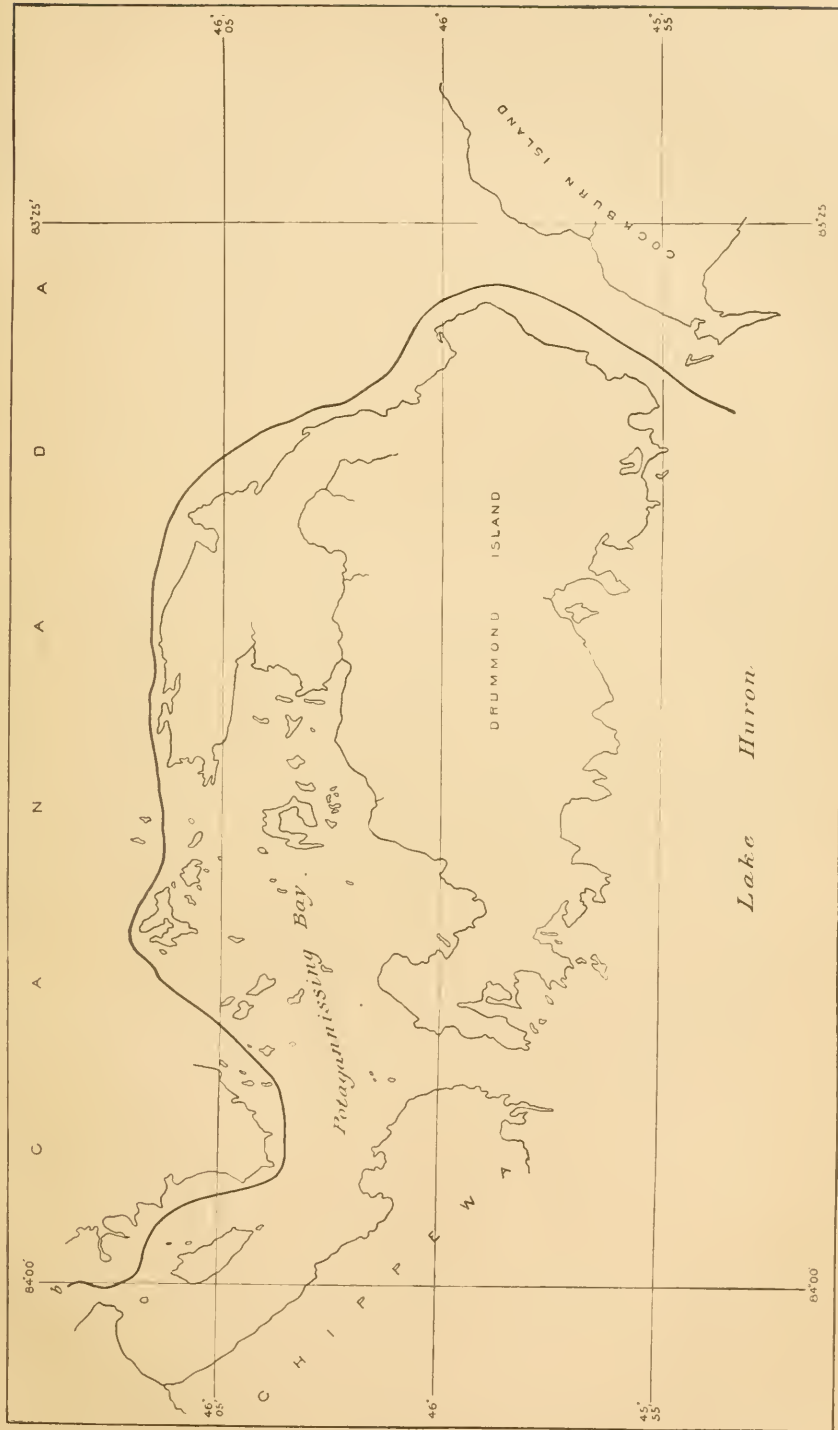 84°00'
83°25'
b
C A N A D A
46° 05'
46° 05'
Potagannissing Bay.
46°
46°
CHIPPEWA
DRUMMOND ISLAND
COCKBURN ISLAND
45° 55'
45° 55'
Lake Huron.
84°00'
83°25